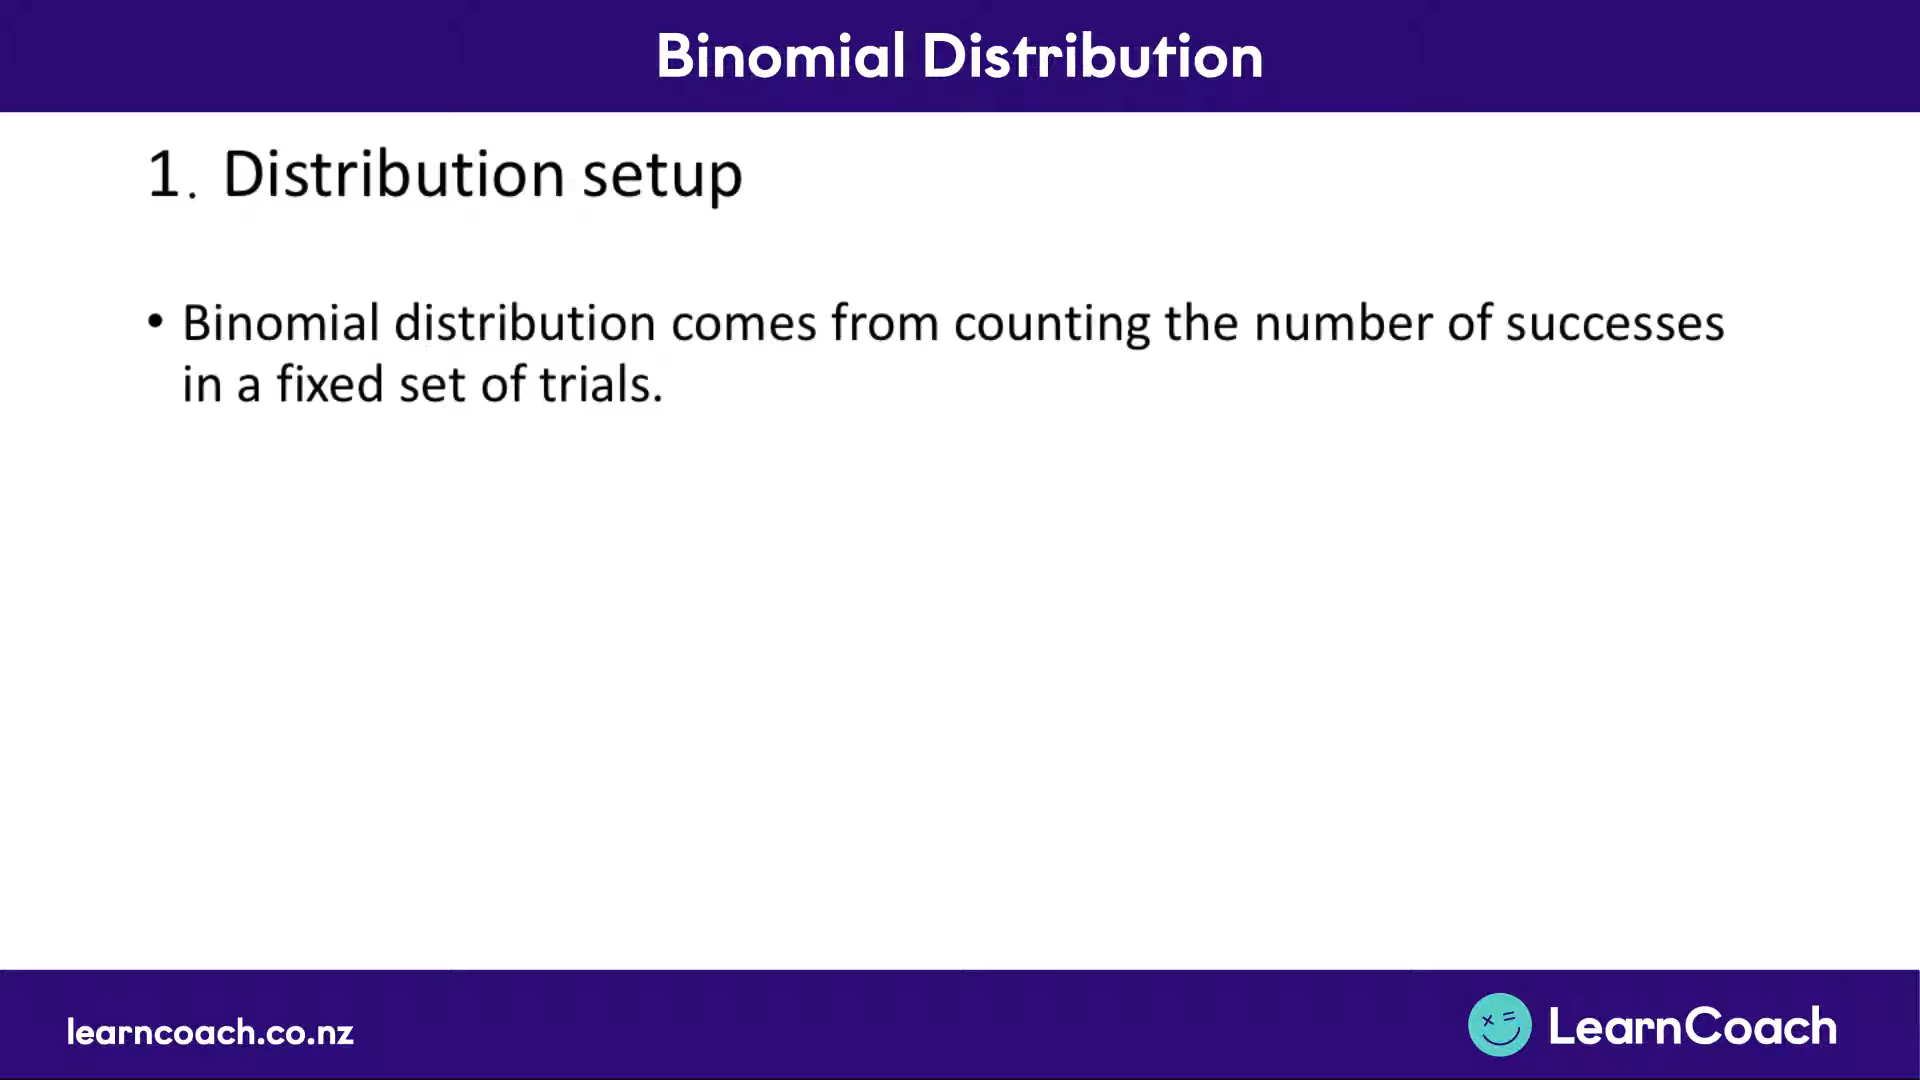 Binomial Distribution
1. Distribution setup
• Binomial distribution comes from counting the number of successes
in a fixed set of trials.
learncoach.co.nz
LearnCoach